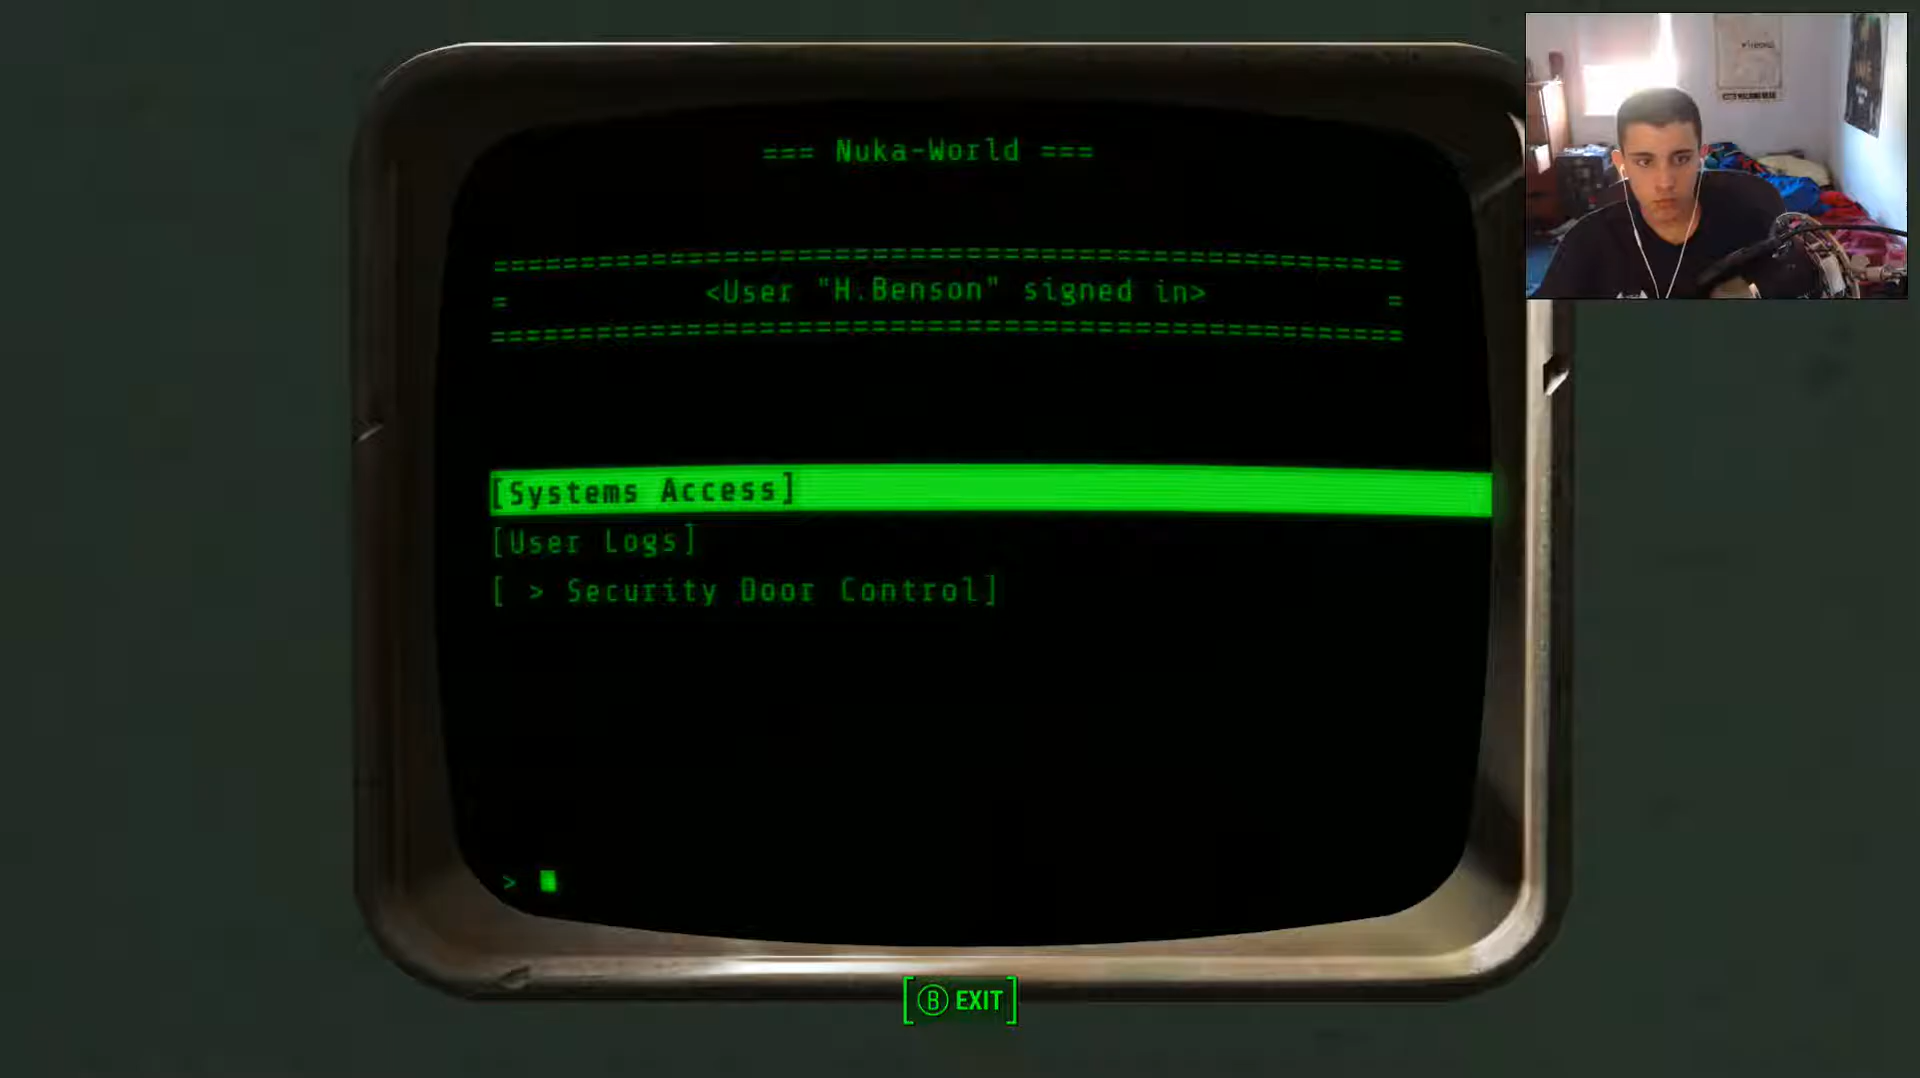 === Nuka-World ===
==========================================================
= <User "H.Benson" signed in> =
==========================================================
[Systems Access]
[User Logs]
[ > Security Door Control]
>
[Ⓑ EXIT]